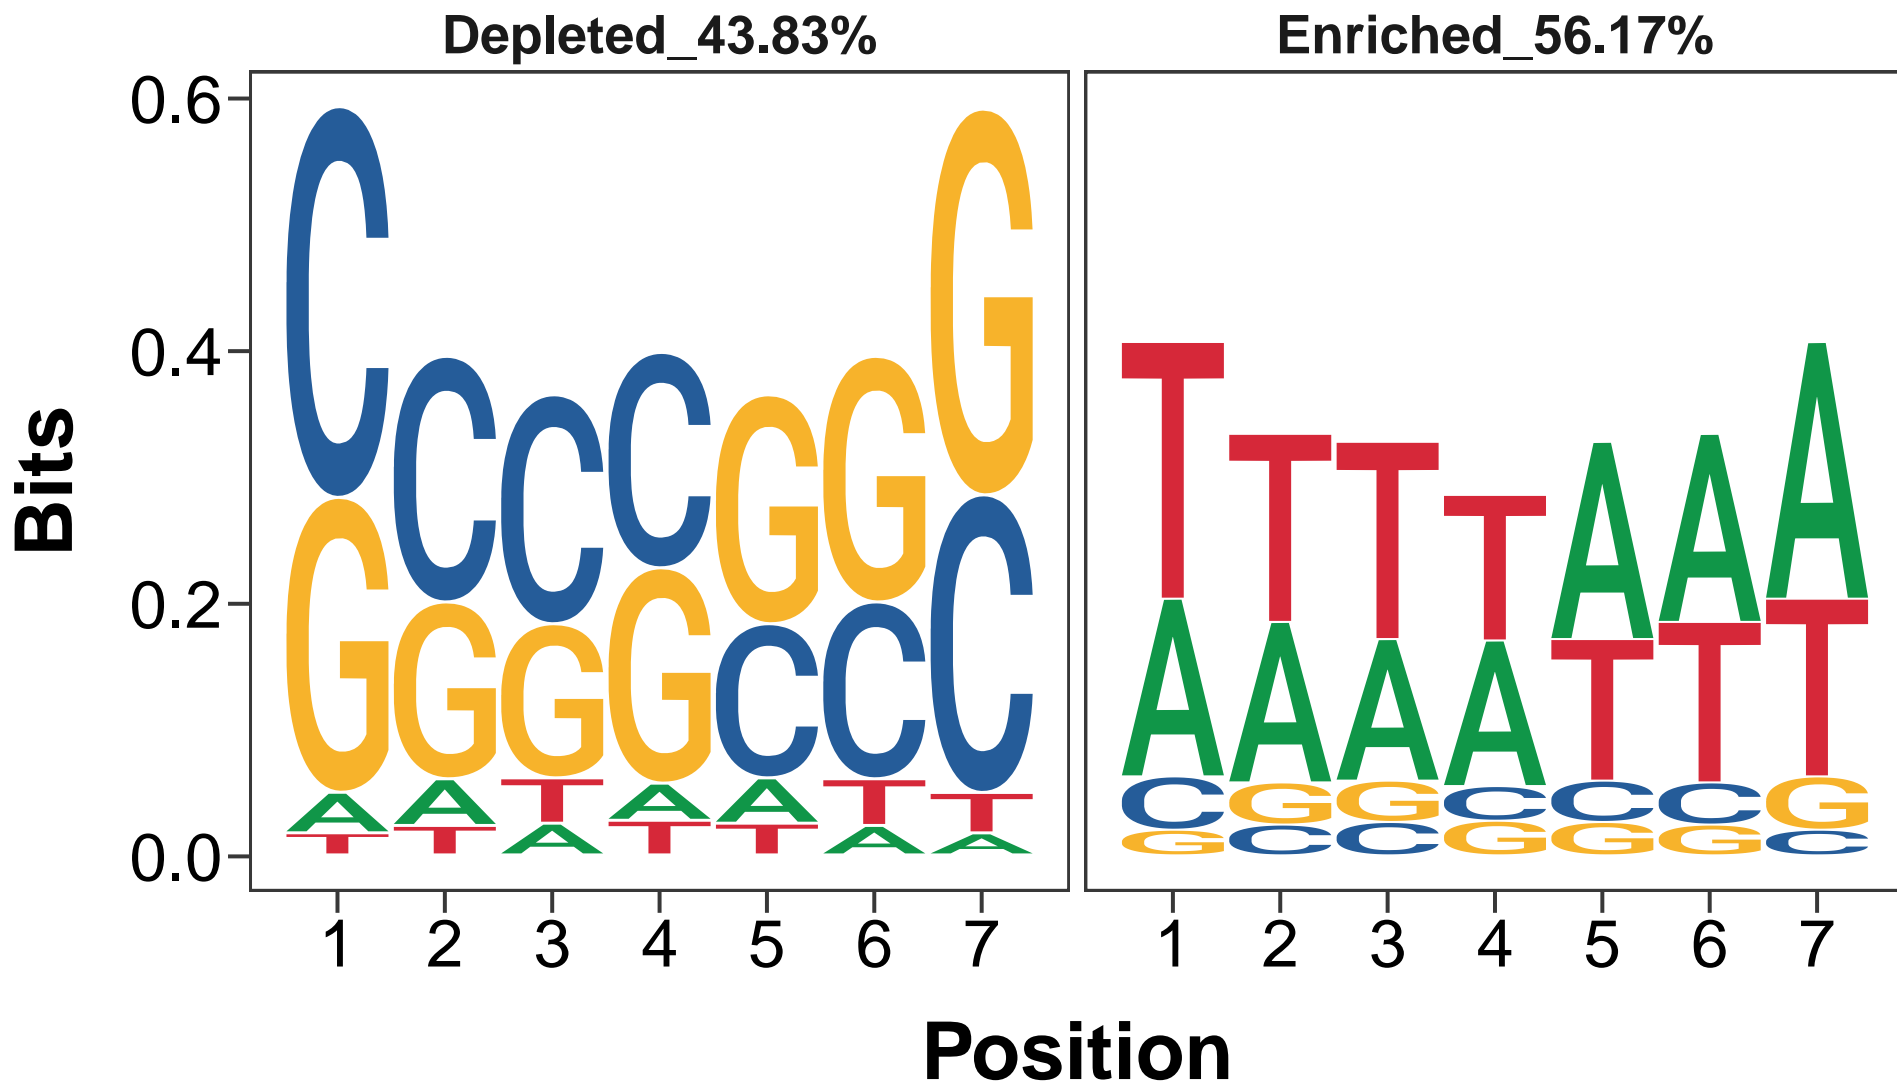 Depleted_43.83% Enriched_56.17%
Bits
0.6
0.4
0.2
0.0
C C C C G G G
G G G G C C C
A A T A A T T
T T A T T A A
T T T T A A A
A A A A T T T
C G G C C C G
G C C G G G C
1 2 3 4 5 6 7 1 2 3 4 5 6 7
Position